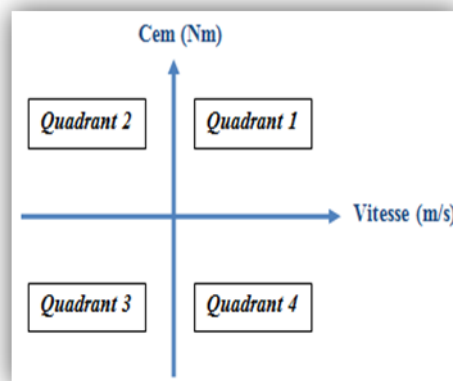 Cem (Nm)
Quadrant 2
Quadrant 1
Vitesse (m/s)
Quadrant 3
Quadrant 4